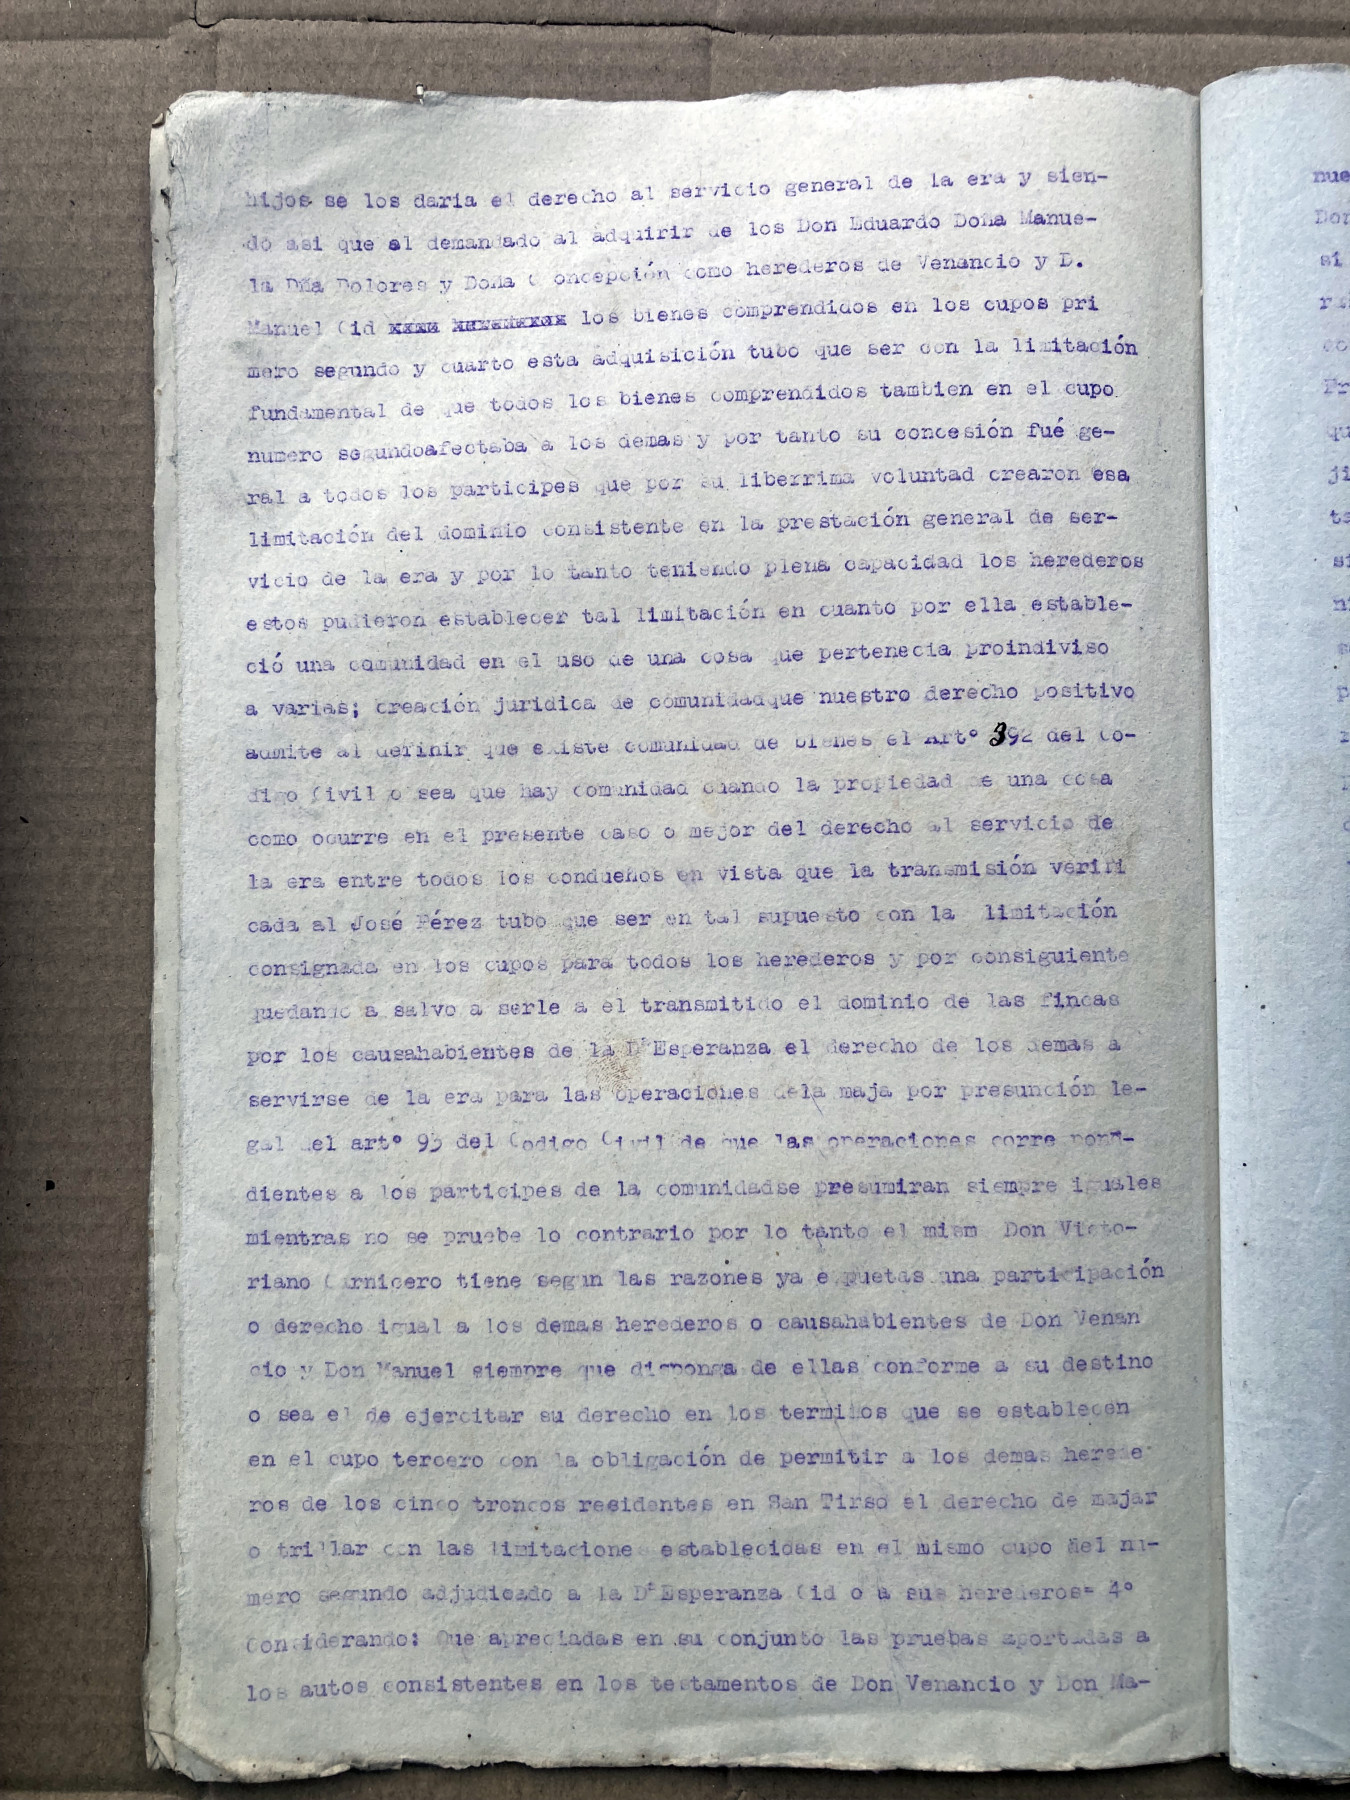 hijos se los daria el derecho al servicio general de la era y sien-
do asi que el demandado al adquirir de los Don Eduardo Doña Manue-
la Dña Dolores y Doña Concepción como herederos de Venancio y D.
Manuel Cid los bienes comprendidos en los cupos pri
mero segundo y cuarto esta adquisición tubo que ser con la limitación
fundamental de que todos los bienes comprendidos tambien en el cupo
numero segundoafectaba a los demas y por tanto su concesión fué ge-
ral a todos los participes que por su liberrima voluntad crearon esa
limitación del dominio consistente en la prestación general de ser-
vicio de la era y por lo tanto teniendo plena capacidad los herederos
estos pudieron establecer tal limitación en cuanto por ella estable-
ció una comunidad en el uso de una cosa que pertenecia proindiviso
a varias; creación juridica de comunidadque nuestro derecho positivo
admite al definir que existe comunidad de bienes el Artº 392 del Co-
digo Civil o sea que hay comunidad cuando la propiedad de una cosa
como ocurre en el presente caso o mejor del derecho al servicio de
la era entre todos los condueños en vista que la transmisión verifi
cada al José Pérez tubo que ser en tal supuesto con la limitación
consignada en los cupos para todos los herederos y por consiguiente
quedando a salvo a serle a el transmitido el dominio de las fincas
por los causahabientes de la Dª Esperanza el derecho de los demas a
servirse de la era para las operaciones dela maja por presunción le-
gal del artº 93 del Codigo Civil de que las operaciones corre pon-
dientes a los participes de la comunidadse presumiran siempre iguales
mientras no se pruebe lo contrario por lo tanto el mism Don Victo-
riano Carnicero tiene segun las razones ya expuetas una participación
o derecho igual a los demas herederos o causahabientes de Don Venan
cio y Don Manuel siempre que disponga de ellas conforme a su destino
o sea el de ejercitar su derecho en los terminos que se establecen
en el cupo tercero con la obligación de permitir a los demas herede
ros de los cinco troncos residentes en San Tirso el derecho de majar
o trillar con las limitaciones establecidas en el mismo cupo del nu-
mero segundo adjudicado a la Dª Esperanza Cid o a sus herederos= 4º
Considerando: Que apreciadas en su conjunto las pruebas aportadas a
los autos consistentes en los testamentos de Don Venancio y Don Ma-